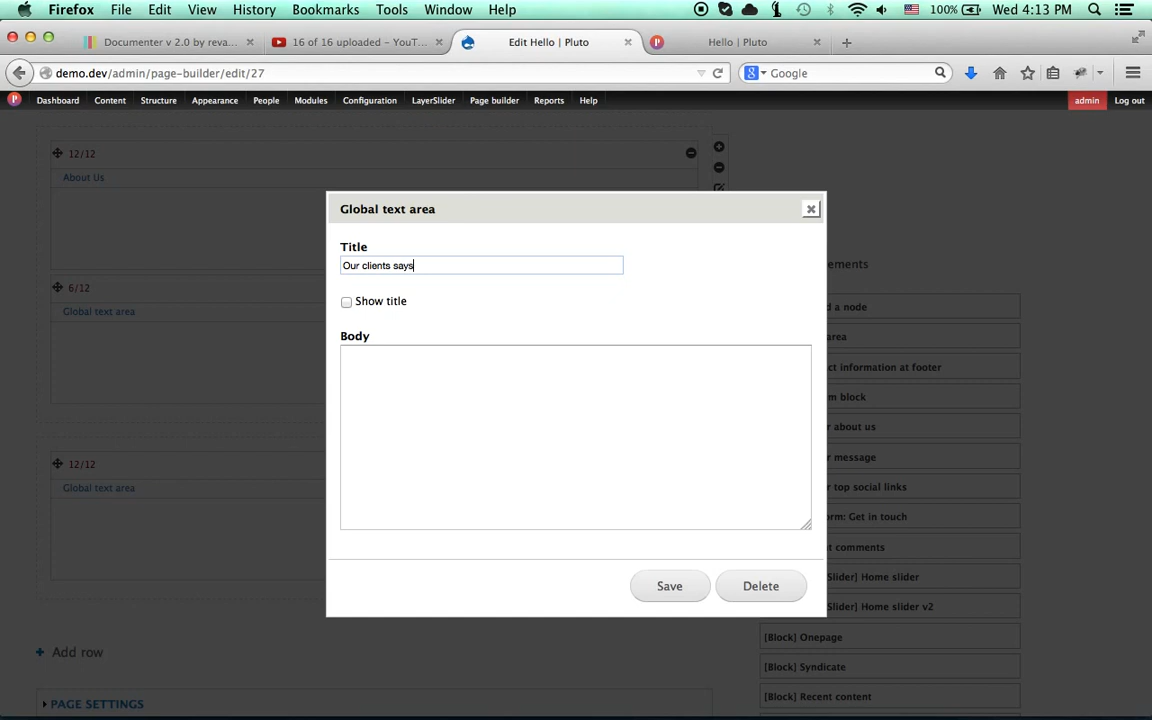 Firefox File Edit View History Bookmarks Tools Window Help 100% Wed 4:13 PM
Documenter v 2.0 by reva... 16 of 16 uploaded – YouT... Edit Hello | Pluto Hello | Pluto
demo.dev/admin/page-builder/edit/27 Google
Dashboard Content Structure Appearance People Modules Configuration LayerSlider Page builder Reports Help admin Log out
12/12
About Us
6/12
Global text area
12/12
Global text area
Add row
PAGE SETTINGS
Global text area
Title
Our clients says
Show title
Body
Save Delete
ements
d a node
area
ct information at footer
m block
r about us
r message
r top social links
orm: Get in touch
t comments
Slider] Home slider
Slider] Home slider v2
[Block] Onepage
[Block] Syndicate
[Block] Recent content